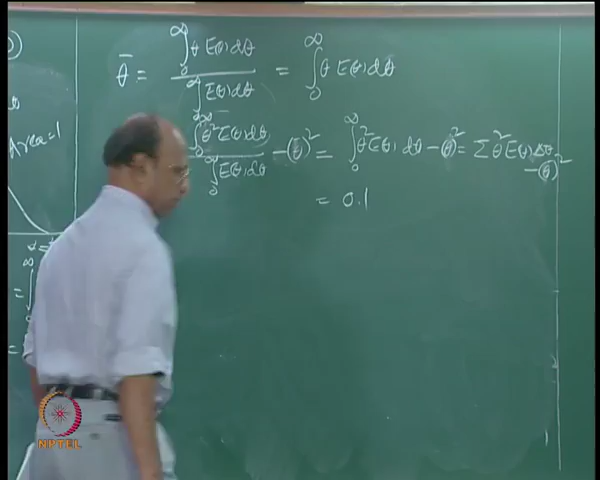 θ̄ = ∫₀^∞ θ E(θ) dθ / ∫₀^∞ E(θ) dθ = ∫₀^∞ θ E(θ) dθ
Area=1
∫₀^∞ θ² E(θ) dθ / ∫₀^∞ E(θ) dθ - (θ̄)² = ∫₀^∞ θ² E(θ) dθ - (θ̄)² = Σ θ² E(θ) Δθ - (θ̄)²
= 0.1
NPTEL